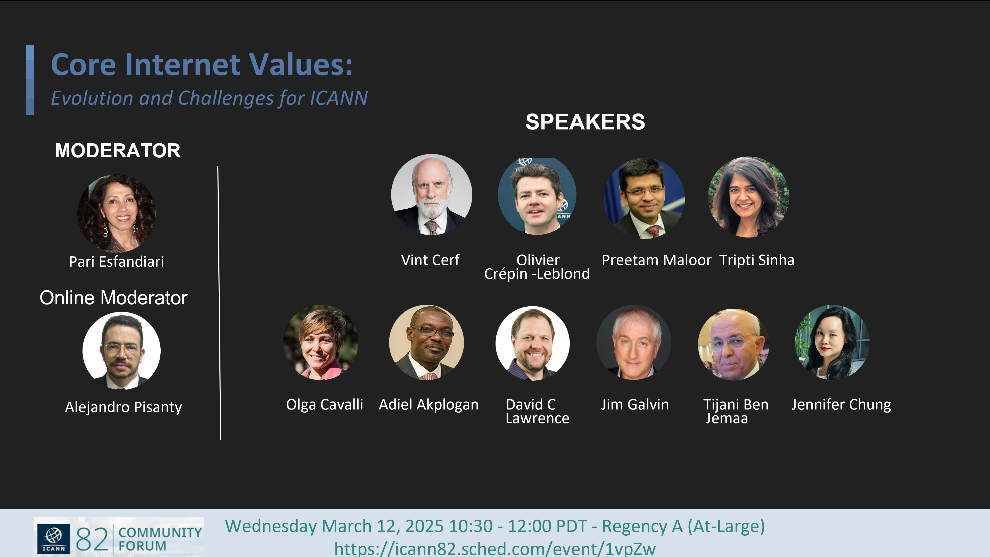 Core Internet Values:
Evolution and Challenges for ICANN
SPEAKERS
MODERATOR
Pari Esfandiari
Online Moderator
Alejandro Pisanty
Vint Cerf
Olivier
Crépin -Leblond
Preetam Maloor
Tripti Sinha
Olga Cavalli
Adiel Akplogan
David C
Lawrence
Jim Galvin
Tijani Ben
Jemaa
Jennifer Chung
ICANN
82
COMMUNITY
FORUM
Wednesday March 12, 2025 10:30 - 12:00 PDT - Regency A (At-Large)
https://icann82.sched.com/event/1vpZw